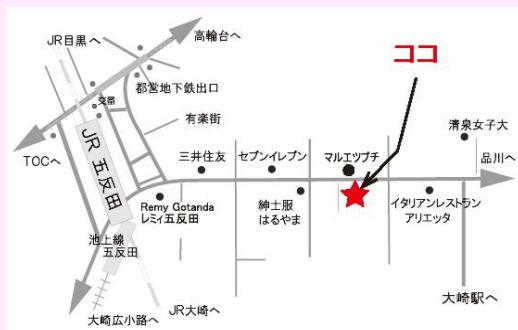 JR目黒へ
高輪台へ
ココ
交番
都営地下鉄出口
有楽街
清泉女子大
TOCへ
JR 五反田
三井住友
セブンイレブン
マルエツプチ
品川へ
Remy Gotanda
レミィ五反田
紳士服
はるやま
イタリアンレストラン
アリエッタ
池上線
五反田
大崎広小路へ
JR大崎へ
大崎駅へ